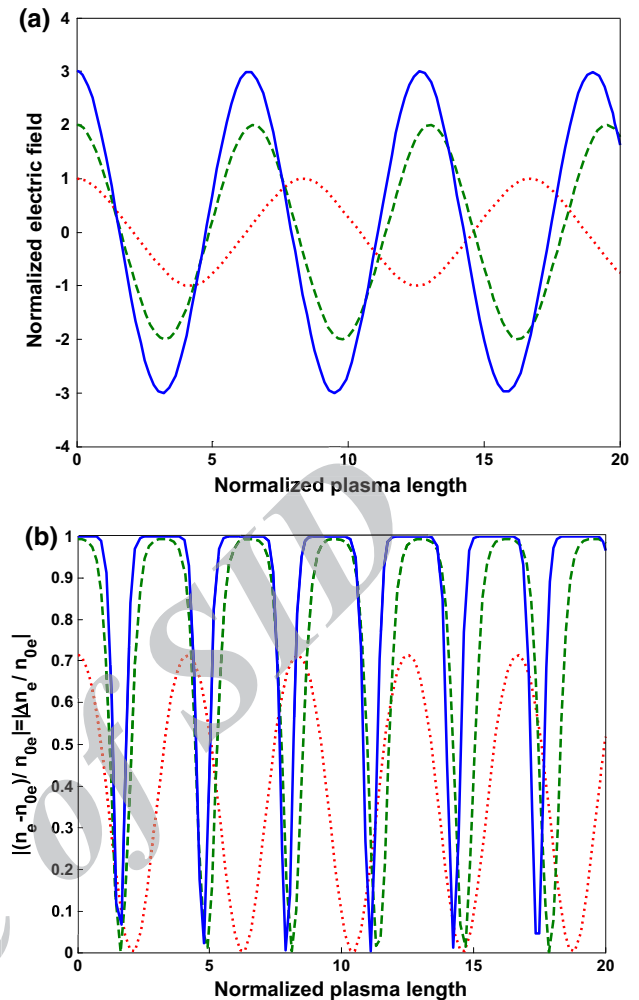 (a)
4
3
2
1
0
-1
-2
-3
-4
Normalized electric field
0 5 10 15 20
Normalized plasma length
(b)
1
0.9
0.8
0.7
0.6
0.5
0.4
0.3
0.2
0.1
0
|(n_e-n_0e)/ n_0e|=|Δn_e / n_0e|
0 5 10 15 20
Normalized plasma length
of SID